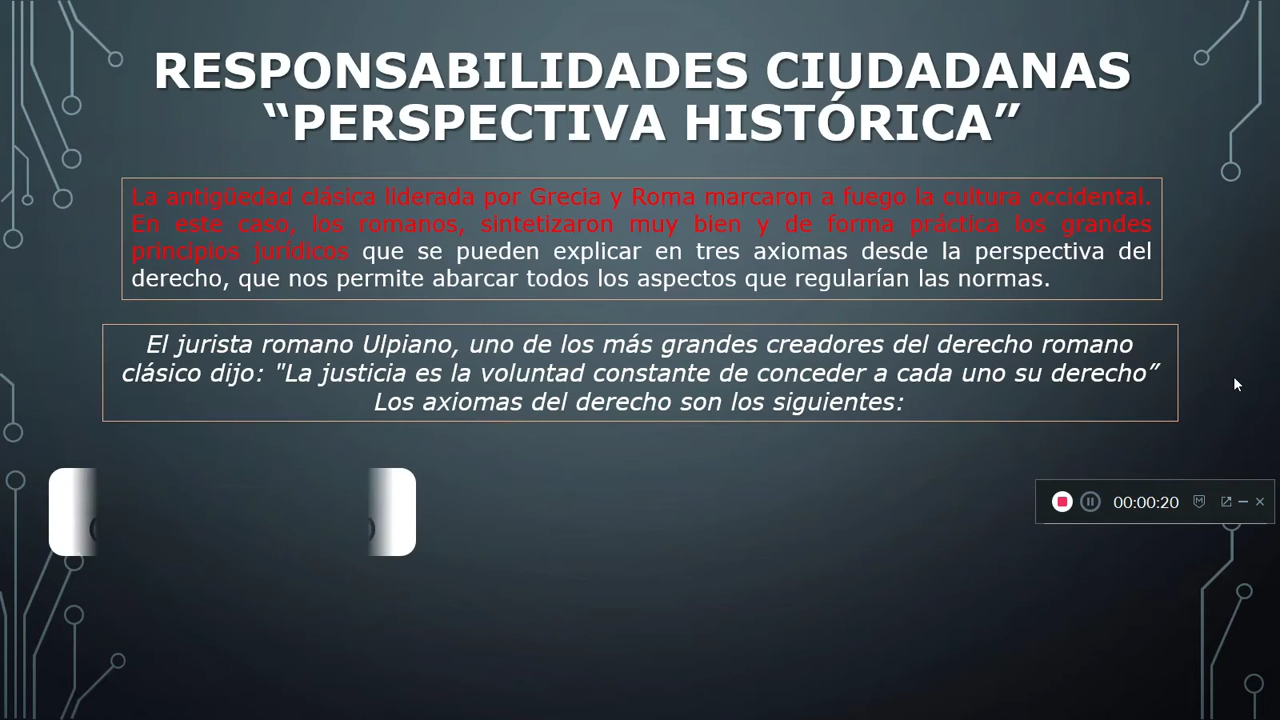 RESPONSABILIDADES CIUDADANAS
“PERSPECTIVA HISTÓRICA”
La antigüedad clásica liderada por Grecia y Roma marcaron a fuego la cultura occidental.
En este caso, los romanos, sintetizaron muy bien y de forma práctica los grandes
principios jurídicos que se pueden explicar en tres axiomas desde la perspectiva del
derecho, que nos permite abarcar todos los aspectos que regularían las normas.
El jurista romano Ulpiano, uno de los más grandes creadores del derecho romano
clásico dijo: "La justicia es la voluntad constante de conceder a cada uno su derecho”
Los axiomas del derecho son los siguientes:
00:00:20